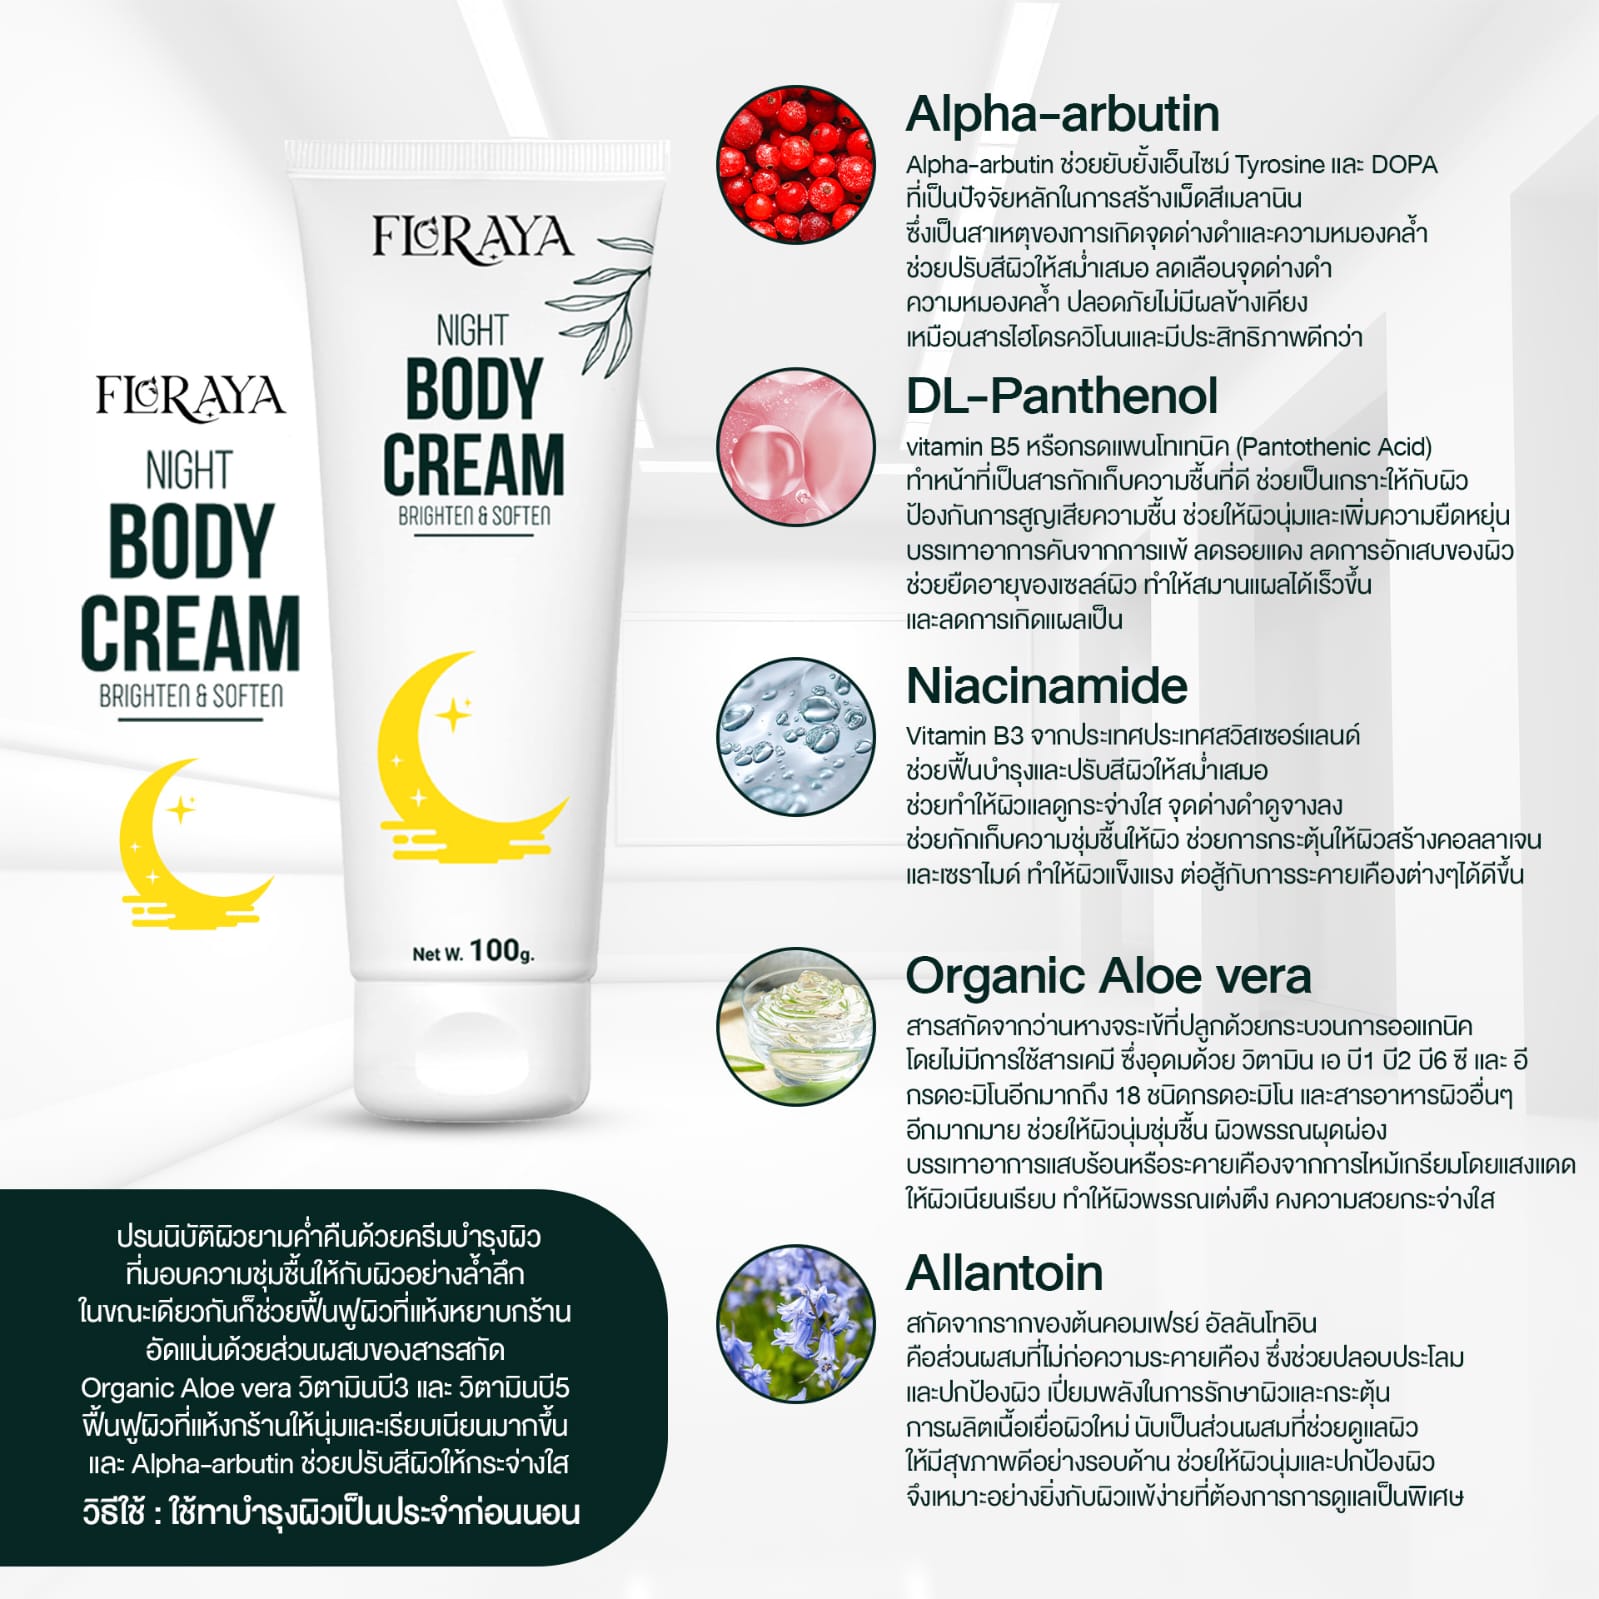 FLORAYA
NIGHT
BODY
CREAM
BRIGHTEN & SOFTEN
FLORAYA
NIGHT
BODY
CREAM
BRIGHTEN & SOFTEN
Net W. 100g.
Alpha-arbutin
Alpha-arbutin ช่วยยับยั้งเอ็นไซม์ Tyrosine และ DOPA
ที่เป็นปัจจัยหลักในการสร้างเม็ดสีเมลานิน
ซึ่งเป็นสาเหตุของการเกิดจุดด่างดำและความหมองคล้ำ
ช่วยปรับสีผิวให้สม่ำเสมอ ลดเลือนจุดด่างดำ
ความหมองคล้ำ ปลอดภัยไม่มีผลข้างเคียง
เหมือนสารไฮโดรควิโนนและมีประสิทธิภาพดีกว่า
DL-Panthenol
vitamin B5 หรือกรดแพนโทเทนิค (Pantothenic Acid)
ทำหน้าที่เป็นสารกักเก็บความชื้นที่ดี ช่วยเป็นเกราะให้กับผิว
ป้องกันการสูญเสียความชื้น ช่วยให้ผิวนุ่มและเพิ่มความยืดหยุ่น
บรรเทาอาการคันจากการแพ้ ลดรอยแดง ลดการอักเสบของผิว
ช่วยยืดอายุของเซลล์ผิว ทำให้สมานแผลได้เร็วขึ้น
และลดการเกิดแผลเป็น
Niacinamide
Vitamin B3 จากประเทศประเทศสวิสเซอร์แลนด์
ช่วยฟื้นบำรุงและปรับสีผิวให้สม่ำเสมอ
ช่วยทำให้ผิวแลดูกระจ่างใส จุดด่างดำดูจางลง
ช่วยกักเก็บความชุ่มชื้นให้ผิว ช่วยการกระตุ้นให้ผิวสร้างคอลลาเจน
และเซราไมด์ ทำให้ผิวแข็งแรง ต่อสู้กับการระคายเคืองต่างๆได้ดีขึ้น
Organic Aloe vera
สารสกัดจากว่านหางจระเข้ที่ปลูกด้วยกระบวนการออแกนิค
โดยไม่มีการใช้สารเคมี ซึ่งอุดมด้วย วิตามิน เอ บี1 บี2 บี6 ซี และ อี
กรดอะมิโนอีกมากถึง 18 ชนิดกรดอะมิโน และสารอาหารผิวอื่นๆ
อีกมากมาย ช่วยให้ผิวนุ่มชุ่มชื้น ผิวพรรณผุดผ่อง
บรรเทาอาการแสบร้อนหรือระคายเคืองจากการไหม้เกรียมโดยแสงแดด
ให้ผิวเนียนเรียบ ทำให้ผิวพรรณเต่งตึง คงความสวยกระจ่างใส
Allantoin
สกัดจากรากของต้นคอมเฟรย์ อัลลันโทอิน
คือส่วนผสมที่ไม่ก่อความระคายเคือง ซึ่งช่วยปลอบประโลม
และปกป้องผิว เปี่ยมพลังในการรักษาผิวและกระตุ้น
การผลิตเนื้อเยื่อผิวใหม่ นับเป็นส่วนผสมที่ช่วยดูแลผิว
ให้มีสุขภาพดีอย่างรอบด้าน ช่วยให้ผิวนุ่มและปกป้องผิว
จึงเหมาะอย่างยิ่งกับผิวแพ้ง่ายที่ต้องการการดูแลเป็นพิเศษ
ปรนนิบัติผิวยามค่ำคืนด้วยครีมบำรุงผิว
ที่มอบความชุ่มชื้นให้กับผิวอย่างล้ำลึก
ในขณะเดียวกันก็ช่วยฟื้นฟูผิวที่แห้งหยาบกร้าน
อัดแน่นด้วยส่วนผสมของสารสกัด
Organic Aloe vera วิตามินบี3 และ วิตามินบี5
ฟื้นฟูผิวที่แห้งกร้านให้นุ่มและเรียบเนียนมากขึ้น
และ Alpha-arbutin ช่วยปรับสีผิวให้กระจ่างใส
วิธีใช้ : ใช้ทาบำรุงผิวเป็นประจำก่อนนอน